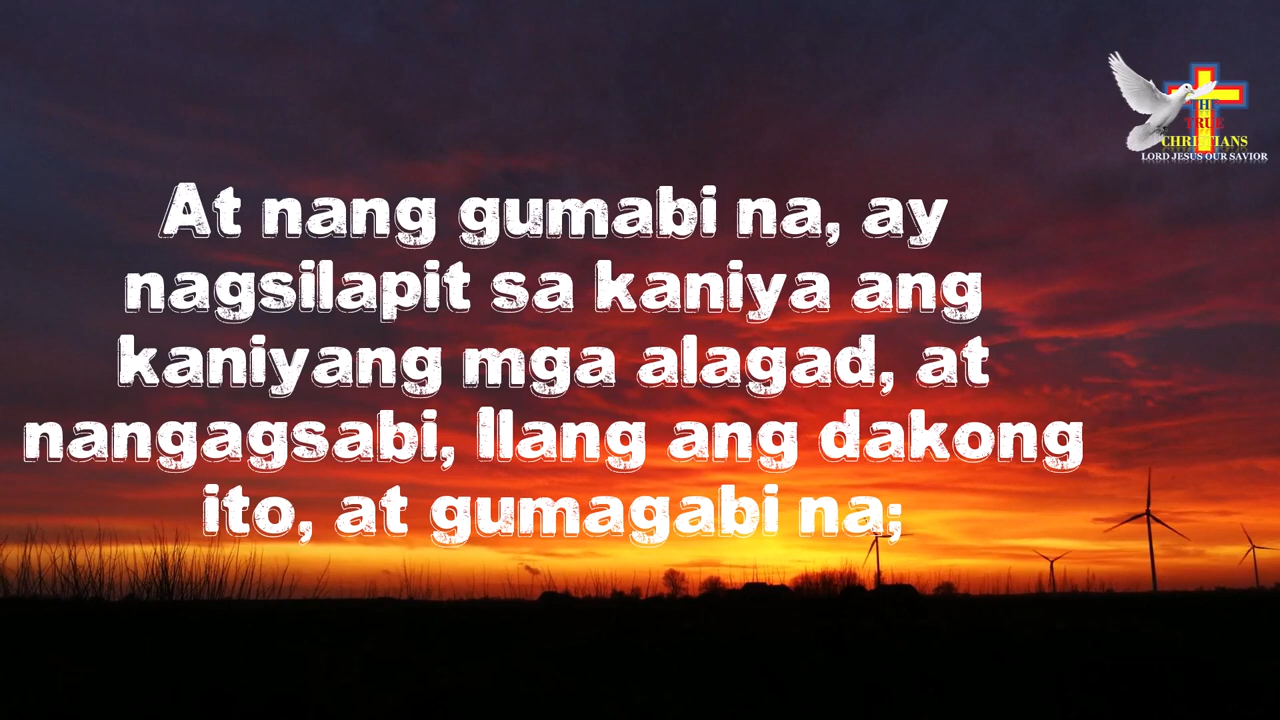 THE
TRUE
CHRISTIANS
LORD JESUS OUR SAVIOR
At nang gumabi na, ay
nagsilapit sa kaniya ang
kaniyang mga alagad, at
nangagsabi, Ilang ang dakong
ito, at gumagabi na;